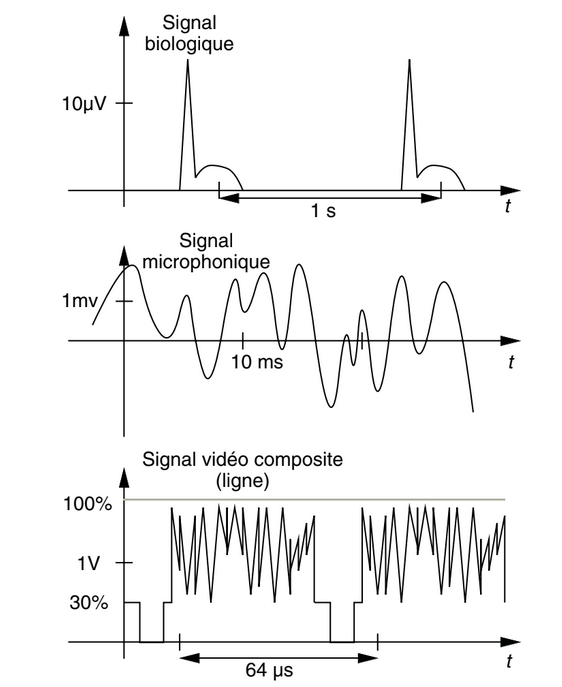 Signal
biologique
10µV
1 s
t
Signal
microphonique
1mv
10 ms
t
Signal vidéo composite
(ligne)
100%
1V
30%
64 µs
t